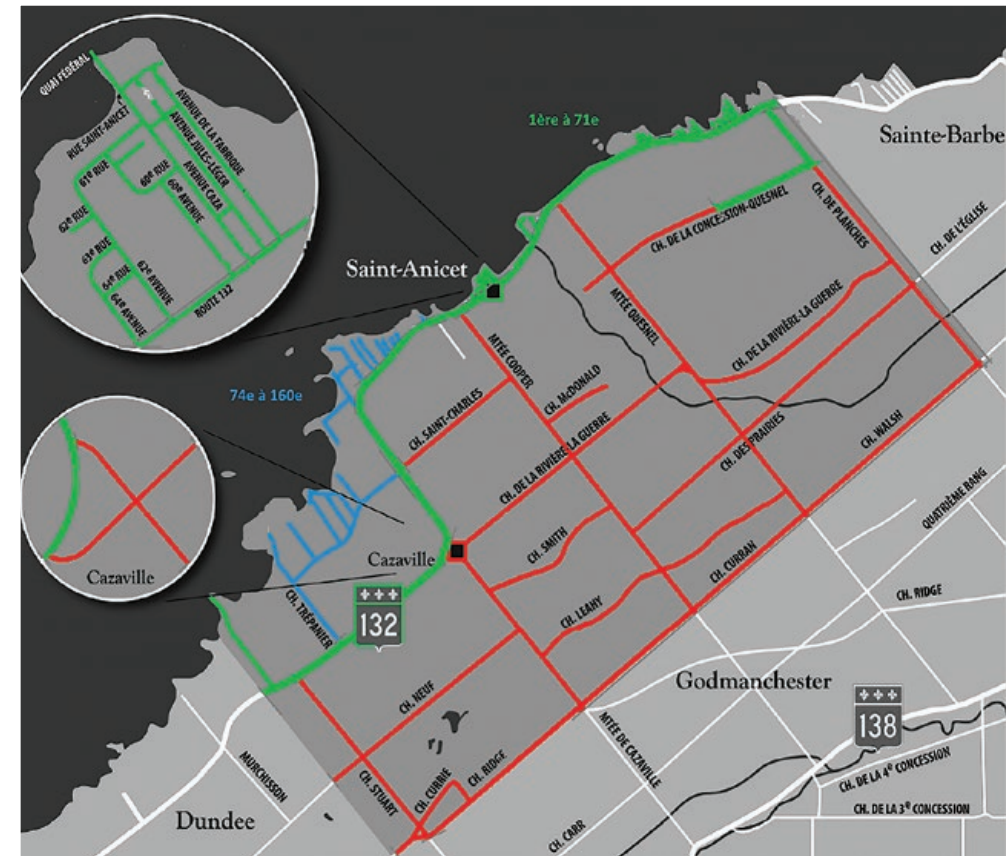 QUAI FÉDÉRAL
RUE SAINT-ANICET
AVENUE DE LA FABRIQUE
AVENUE JULES-LÉGER
AVENUE CAZA
61e RUE
60e RUE
60e AVENUE
62e RUE
63e RUE
64e RUE
62e AVENUE
64e AVENUE
ROUTE 132
1ère à 71e
Sainte-Barbe
CH. DE PLANCHES
CH. DE L'ÉGLISE
CH. DE LA CONCESSION-QUESNEL
Saint-Anicet
MTÉE QUESNEL
CH. DE LA RIVIÈRE-LA GUERRE
MTÉE COOPER
CH. McDONALD
74e à 160e
CH. SAINT-CHARLES
CH. DE LA RIVIÈRE-LA GUERRE
CH. DES PRAIRIES
CH. WALSH
QUATRIÈME RANG
Cazaville
Cazaville
CH. SMITH
CH. CURRAN
CH. LEAHY
CH. RIDGE
CH. TRÉPANIER
132
Godmanchester
138
CH. NEUF
MTÉE DE CAZAVILLE
MURCHISSON
CH. STUART
CH. CURRIE
CH. RIDGE
Dundee
CH. CARR
CH. DE LA 4e CONCESSION
CH. DE LA 3e CONCESSION